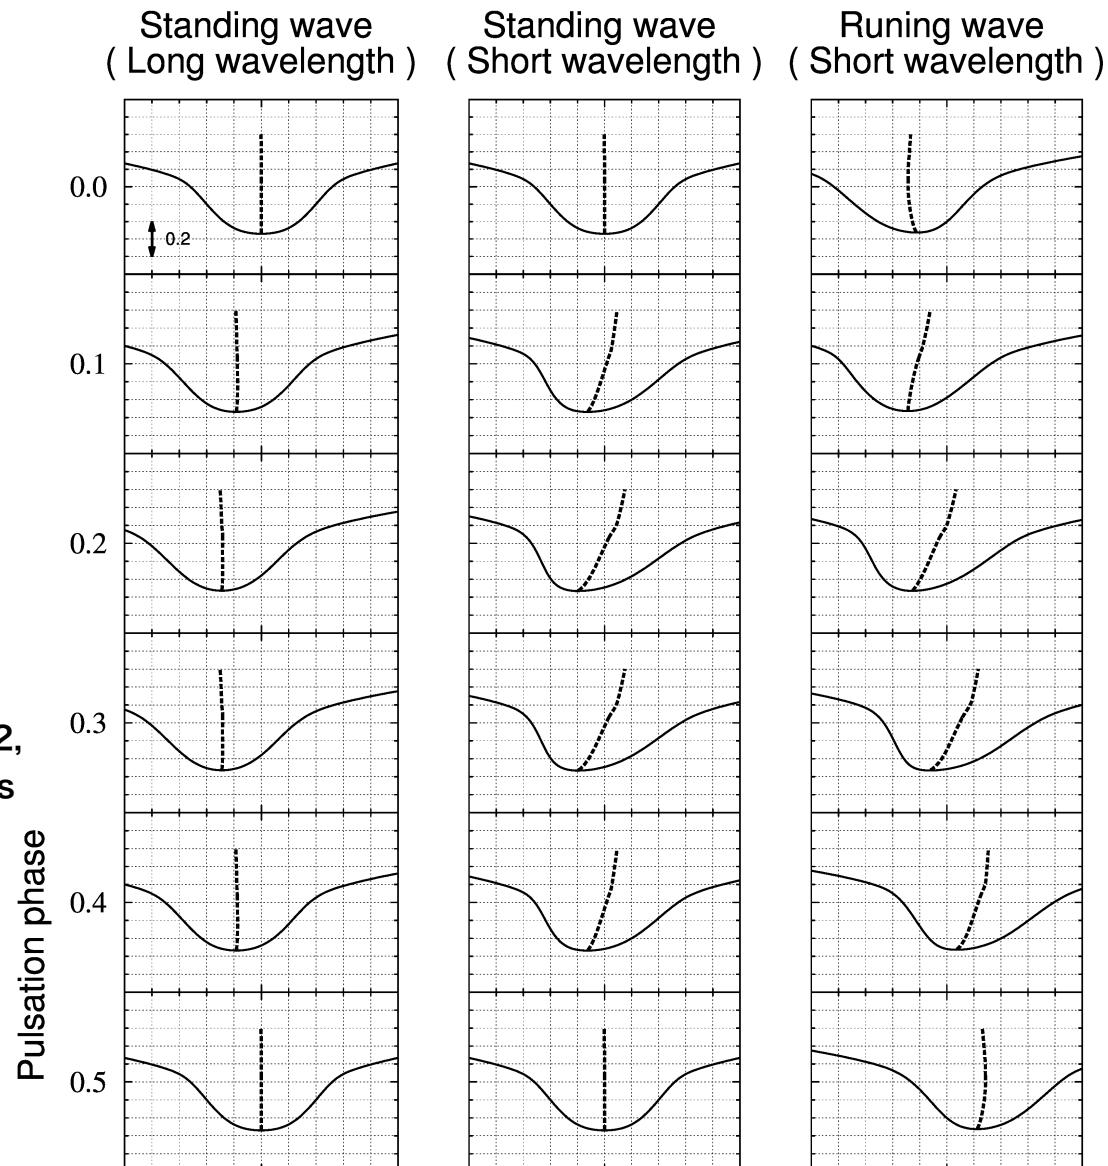 Standing wave
( Long wavelength )
Standing wave
( Short wavelength )
Runing wave
( Short wavelength )
0.0
0.2
0.1
0.2
0.3
2,
s
0.4
0.5
Pulsation phase